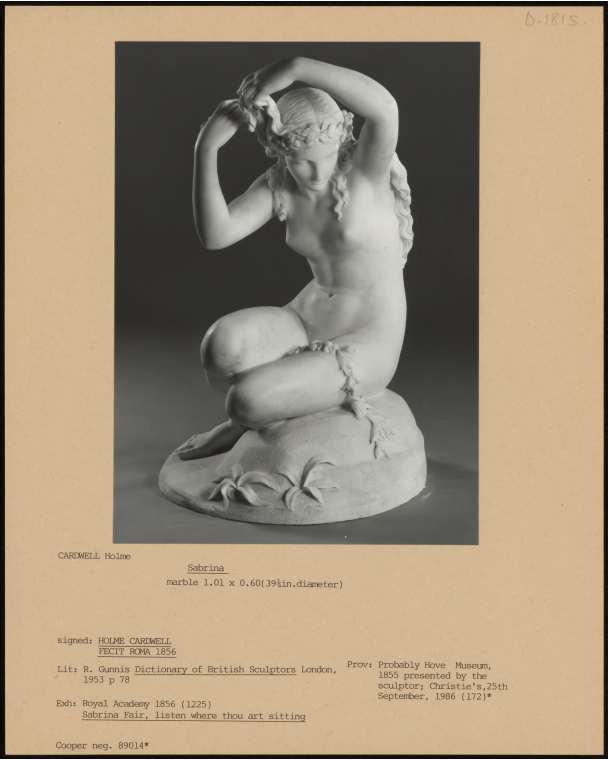 D-1815.
CARDWELL Holme
Sabrina
marble 1.01 x 0.60(39¾in.diameter)
signed: HOLME CARDWELL
FECIT ROMA 1856
Lit: R. Gunnis Dictionary of British Sculptors London,
1953 p 78
Exh: Royal Academy 1856 (1225)
Sabrina Fair, listen where thou art sitting
Prov: Probably Hove Museum,
1855 presented by the
sculptor; Christie's,25th
September, 1986 (172)*
Cooper neg. 89014*